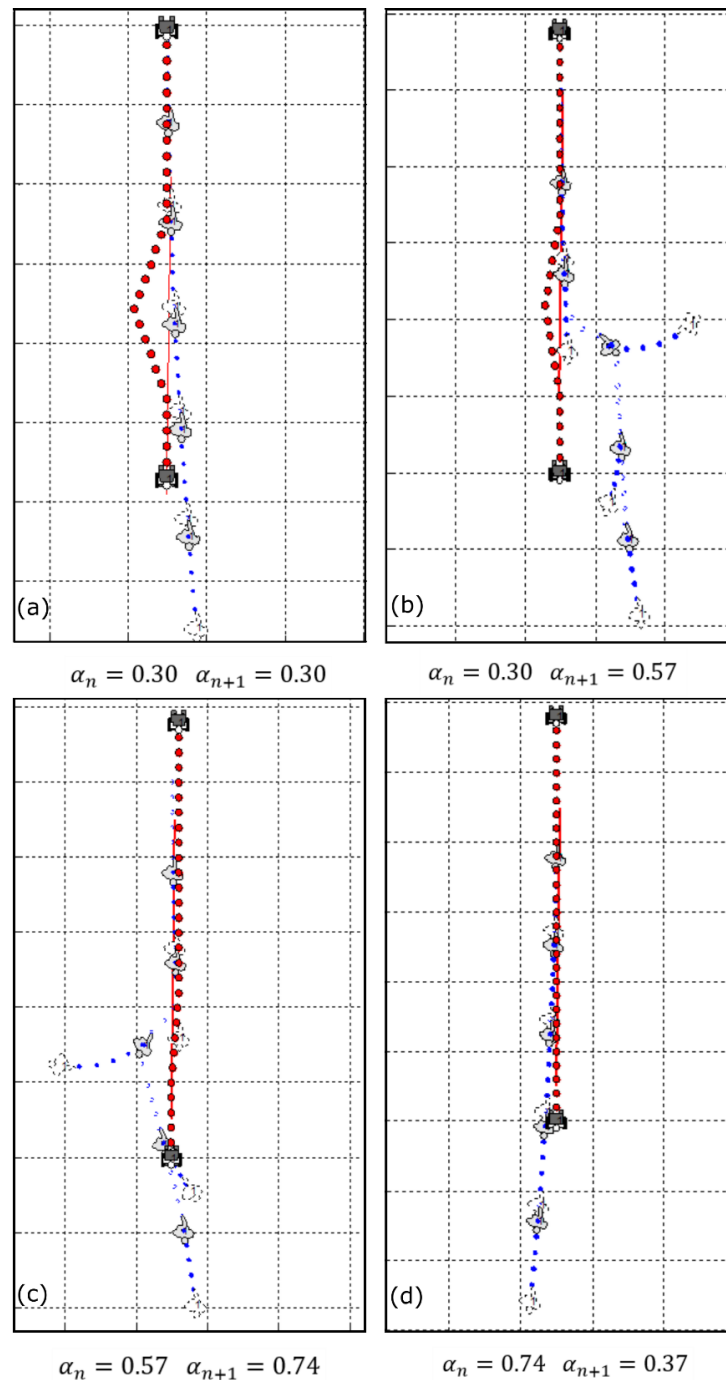 (a)
(b)
αₙ = 0.30 αₙ₊₁ = 0.30
αₙ = 0.30 αₙ₊₁ = 0.57
(c)
(d)
αₙ = 0.57 αₙ₊₁ = 0.74
αₙ = 0.74 αₙ₊₁ = 0.37